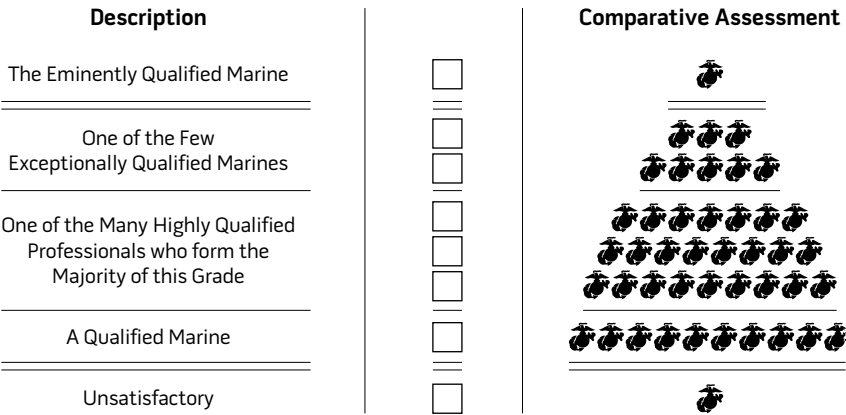 Description
Comparative Assessment
The Eminently Qualified Marine
One of the Few
Exceptionally Qualified Marines
One of the Many Highly Qualified
Professionals who form the
Majority of this Grade
A Qualified Marine
Unsatisfactory